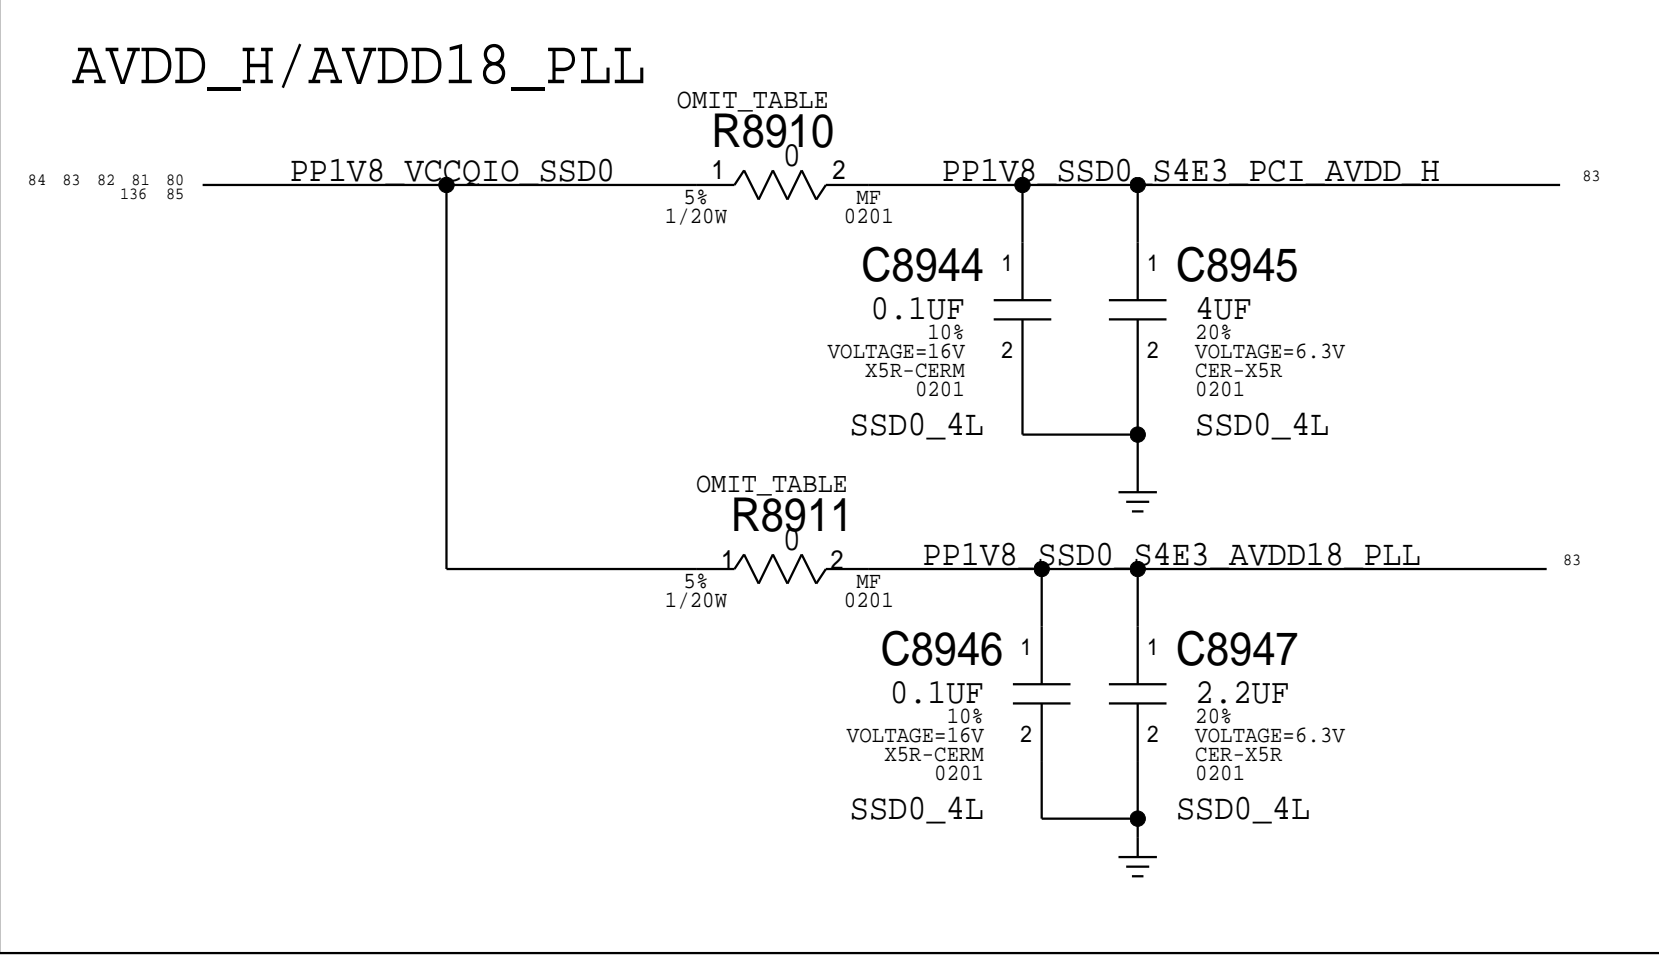 AVDD_H/AVDD18_PLL
OMIT_TABLE
R8910
0
84 83 82 81 80
136 85
PP1V8_VCCQIO_SSD0
1
2
PP1V8_SSD0_S4E3_PCI_AVDD_H
83
5%
1/20W
MF
0201
C8944
1
0.1UF
10%
VOLTAGE=16V
2
X5R-CERM
0201
SSD0_4L
1
C8945
4UF
20%
2
VOLTAGE=6.3V
CER-X5R
0201
SSD0_4L
OMIT_TABLE
R8911
0
1
2
PP1V8_SSD0_S4E3_AVDD18_PLL
83
5%
1/20W
MF
0201
C8946
1
0.1UF
10%
VOLTAGE=16V
2
X5R-CERM
0201
SSD0_4L
1
C8947
2.2UF
20%
2
VOLTAGE=6.3V
CER-X5R
0201
SSD0_4L